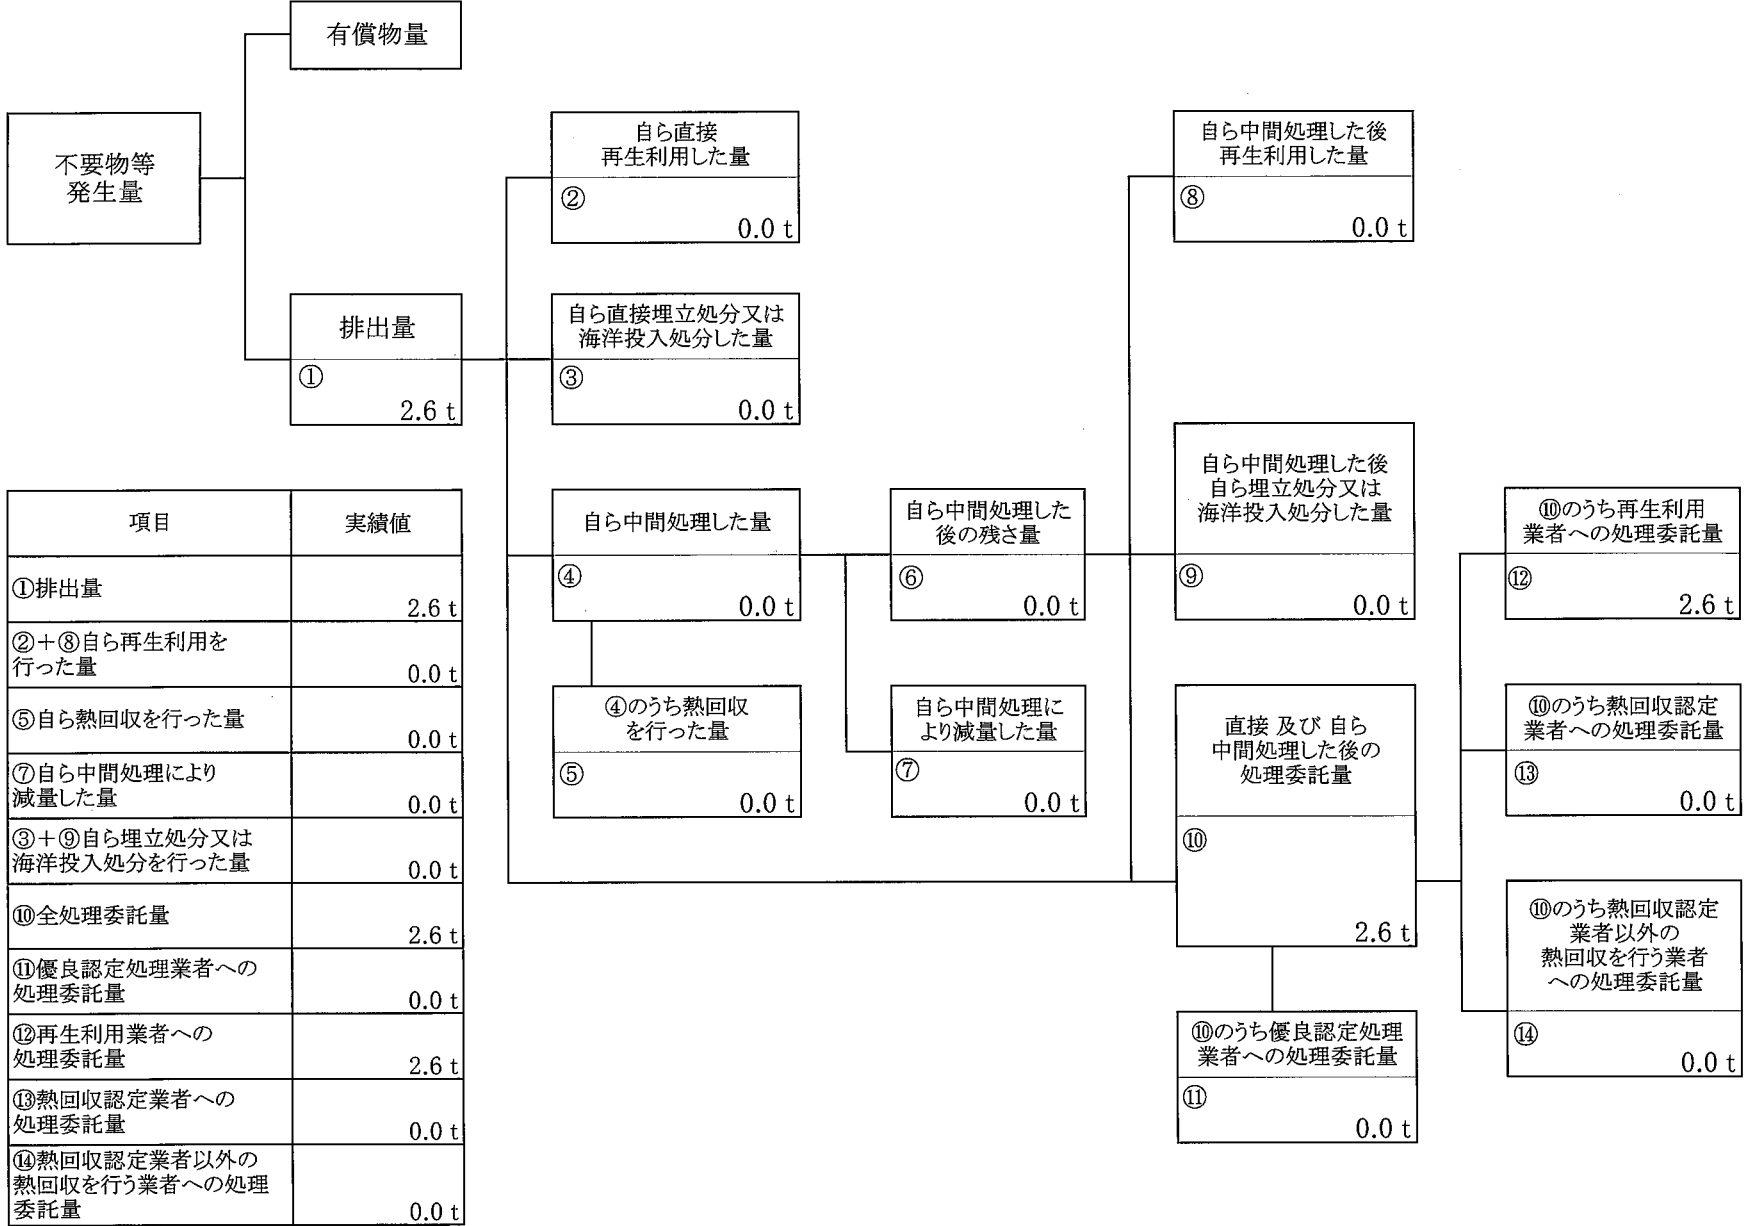 有償物量
不要物等
発生量
排出量
①
2.6 t
自ら直接
再生利用した量
②
0.0 t
自ら直接埋立処分又は
海洋投入処分した量
③
0.0 t
自ら中間処理した量
④
0.0 t
④のうち熱回収
を行った量
⑤
0.0 t
自ら中間処理した
後の残さ量
⑥
0.0 t
自ら中間処理に
より減量した量
⑦
0.0 t
自ら中間処理した後
再生利用した量
⑧
0.0 t
自ら中間処理した後
自ら埋立処分又は
海洋投入処分した量
⑨
0.0 t
直接 及び 自ら
中間処理した後の
処理委託量
⑩
2.6 t
⑩のうち優良認定処理
業者への処理委託量
⑪
0.0 t
⑩のうち再生利用
業者への処理委託量
⑫
2.6 t
⑩のうち熱回収認定
業者への処理委託量
⑬
0.0 t
⑩のうち熱回収認定
業者以外の
熱回収を行う業者
への処理委託量
⑭
0.0 t
項目 実績値
①排出量
2.6 t
②＋⑧自ら再生利用を
行った量
0.0 t
⑤自ら熱回収を行った量
0.0 t
⑦自ら中間処理により
減量した量
0.0 t
③＋⑨自ら埋立処分又は
海洋投入処分を行った量
0.0 t
⑩全処理委託量
2.6 t
⑪優良認定処理業者への
処理委託量
0.0 t
⑫再生利用業者への
処理委託量
2.6 t
⑬熱回収認定業者への
処理委託量
0.0 t
⑭熱回収認定業者以外の
熱回収を行う業者への処理
委託量
0.0 t